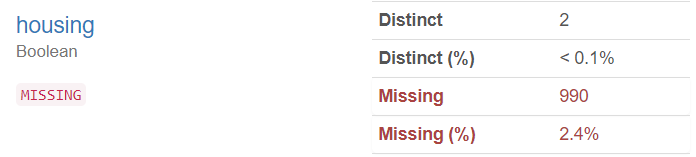 housing
Boolean
MISSING
Distinct 2
Distinct (%) < 0.1%
Missing 990
Missing (%) 2.4%